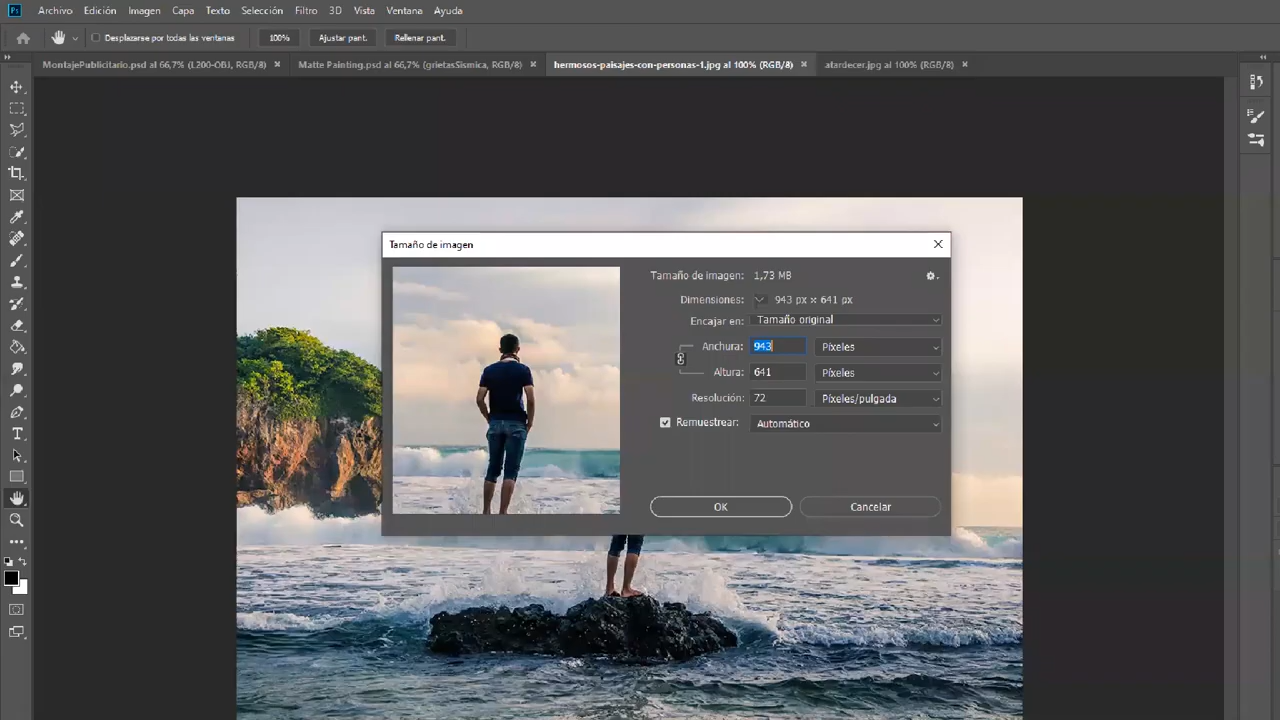 Ps Archivo Edición Imagen Capa Texto Selección Filtro 3D Vista Ventana Ayuda
Desplazarse por todas las ventanas 100% Ajustar pant. Rellenar pant.
MontajePublicitario.psd al 66,7% (L200-OBJ, RGB/8) × Matte Painting.psd al 66,7% (grietasSismica, RGB/8) × hermosos-paisajes-con-personas-1.jpg al 100% (RGB/8) × atardecer.jpg al 100% (RGB/8) ×
Tamaño de imagen
Tamaño de imagen: 1,73 MB
Dimensiones: 943 px x 641 px
Encajar en: Tamaño original
Anchura: 943 Píxeles
Altura: 641 Píxeles
Resolución: 72 Píxeles/pulgada
Remuestrear: Automático
OK Cancelar